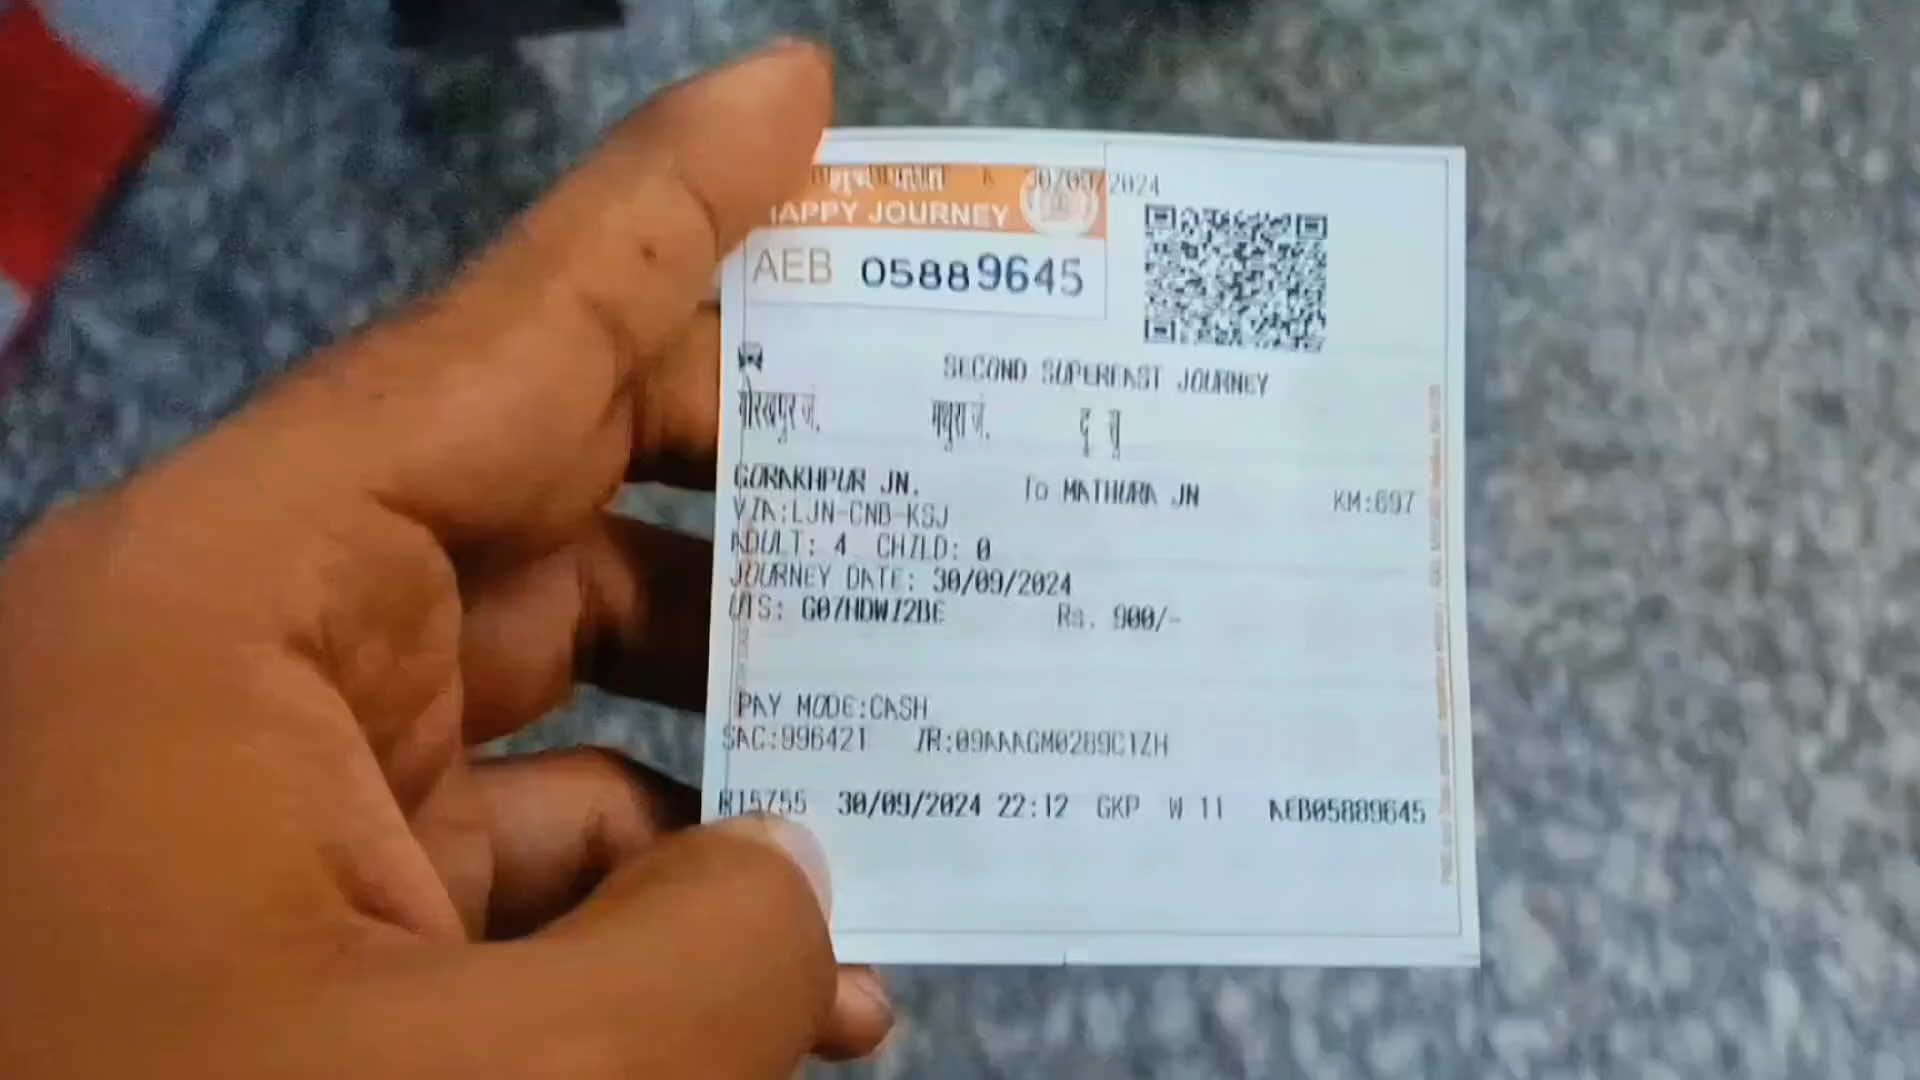 30/09/2024
HAPPY JOURNEY
AEB 05889645
SECOND SUPERFAST JOURNEY
गोरखपुर जं. मथुरा जं. दू सु
GORAKHPUR JN. To MATHURA JN KM:697
VIA:LJN-CNB-KSJ
ADULT: 4 CHILD: 0
JOURNEY DATE: 30/09/2024
UTS: Rs. 900/-
PAY MODE:CASH
SAC:996421 IR:09AAAGM0289C1ZH
30/09/2024 22:12 GKP W 11 AEB05889645